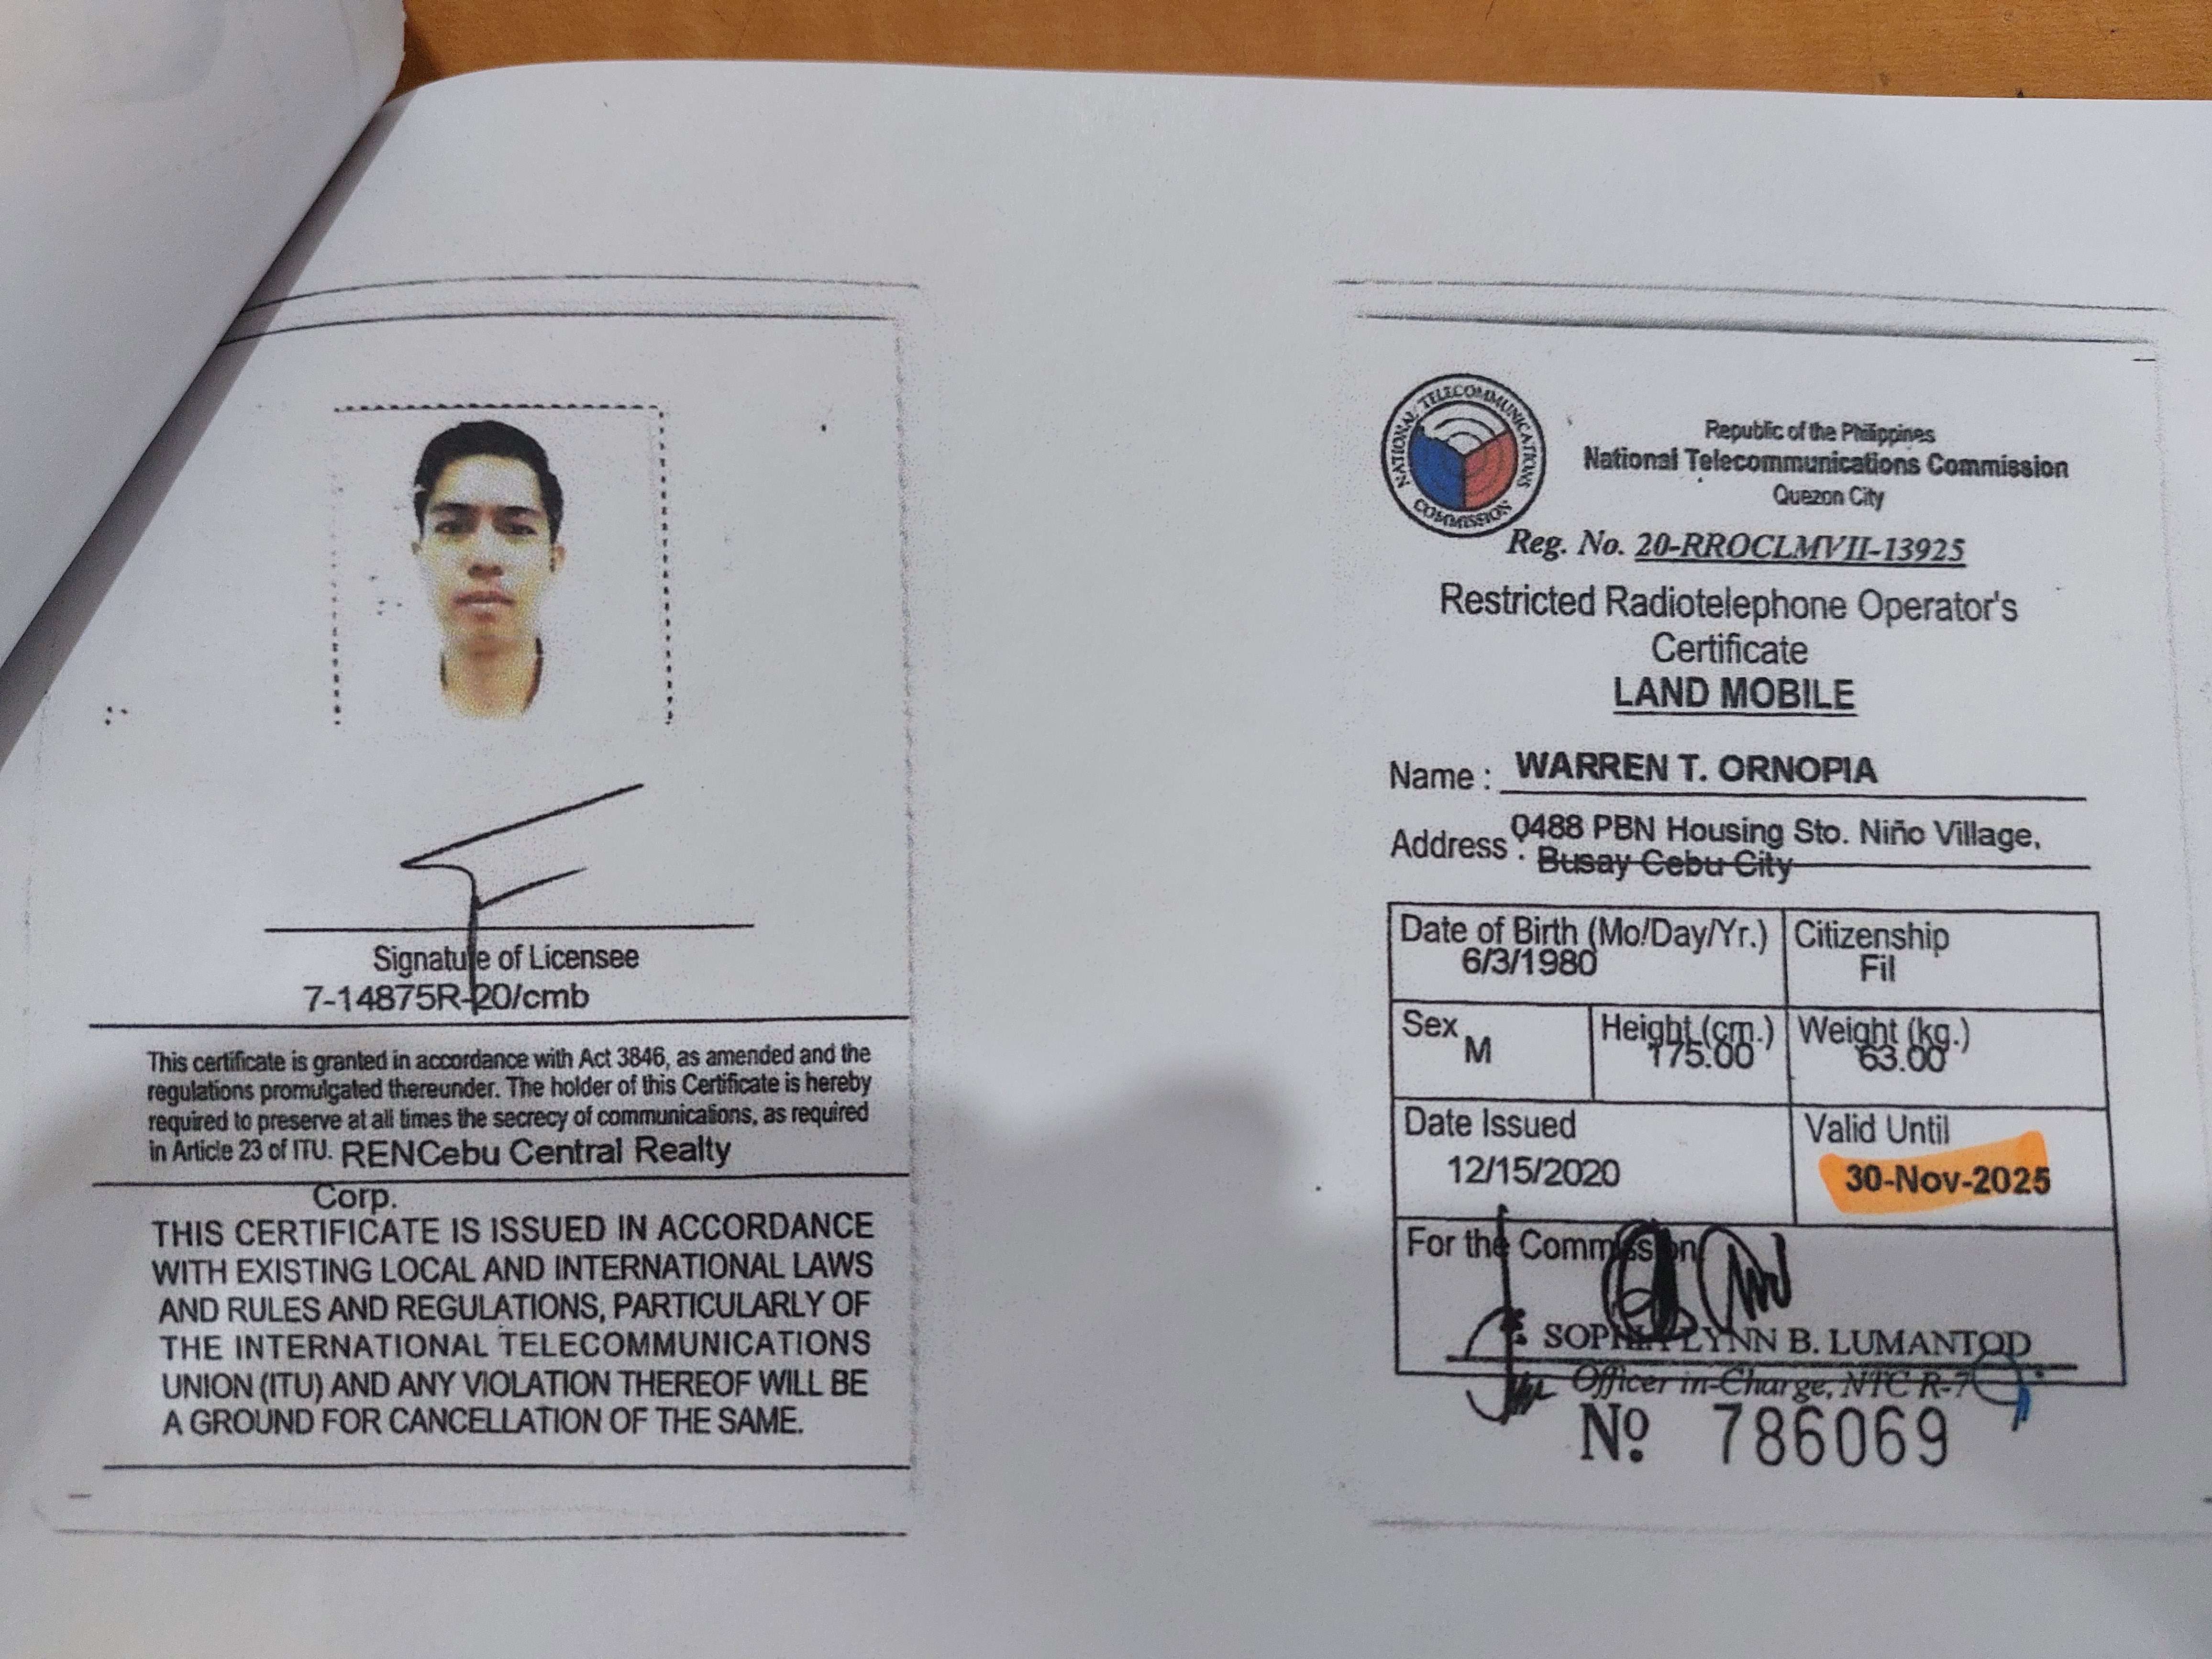 Signature of Licensee
7-14875R-20/cmb
This certificate is granted in accordance with Act 3846, as amended and the
regulations promulgated thereunder. The holder of this Certificate is hereby
required to preserve at all times the secrecy of communications, as required
in Article 23 of ITU. RENCebu Central Realty
Corp.
THIS CERTIFICATE IS ISSUED IN ACCORDANCE
WITH EXISTING LOCAL AND INTERNATIONAL LAWS
AND RULES AND REGULATIONS, PARTICULARLY OF
THE INTERNATIONAL TELECOMMUNICATIONS
UNION (ITU) AND ANY VIOLATION THEREOF WILL BE
A GROUND FOR CANCELLATION OF THE SAME.
NATIONAL TELECOMMUNICATIONS COMMISSION
Republic of the Philippines
National Telecommunications Commission
Quezon City
Reg. No. 20-RROCLMVII-13925
Restricted Radiotelephone Operator's
Certificate
LAND MOBILE
Name : WARREN T. ORNOPIA
Address : 0488 PBN Housing Sto. Niño Village,
Busay Cebu City
Date of Birth (Mo/Day/Yr.) Citizenship
6/3/1980 Fil
Sex Height (cm.) Weight (kg.)
M 175.00 63.00
Date Issued Valid Until
12/15/2020 30-Nov-2025
For the Commission
SOPHIA LYNN B. LUMANTOD
Officer in-Charge, NTC R-7
Nº 786069